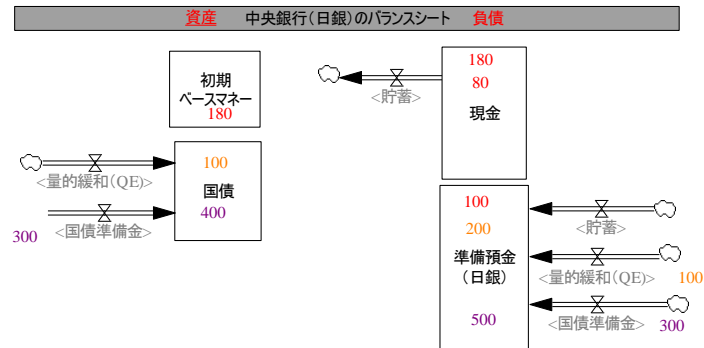 資産 中央銀行(日銀)のバランスシート 負債
初期
ベースマネー
180
180
80
現金
<貯蓄>
100
国債
400
<量的緩和(QE)>
300 <国債準備金>
100
200
準備預金
(日銀)
500
<貯蓄>
<量的緩和(QE)> 100
<国債準備金> 300